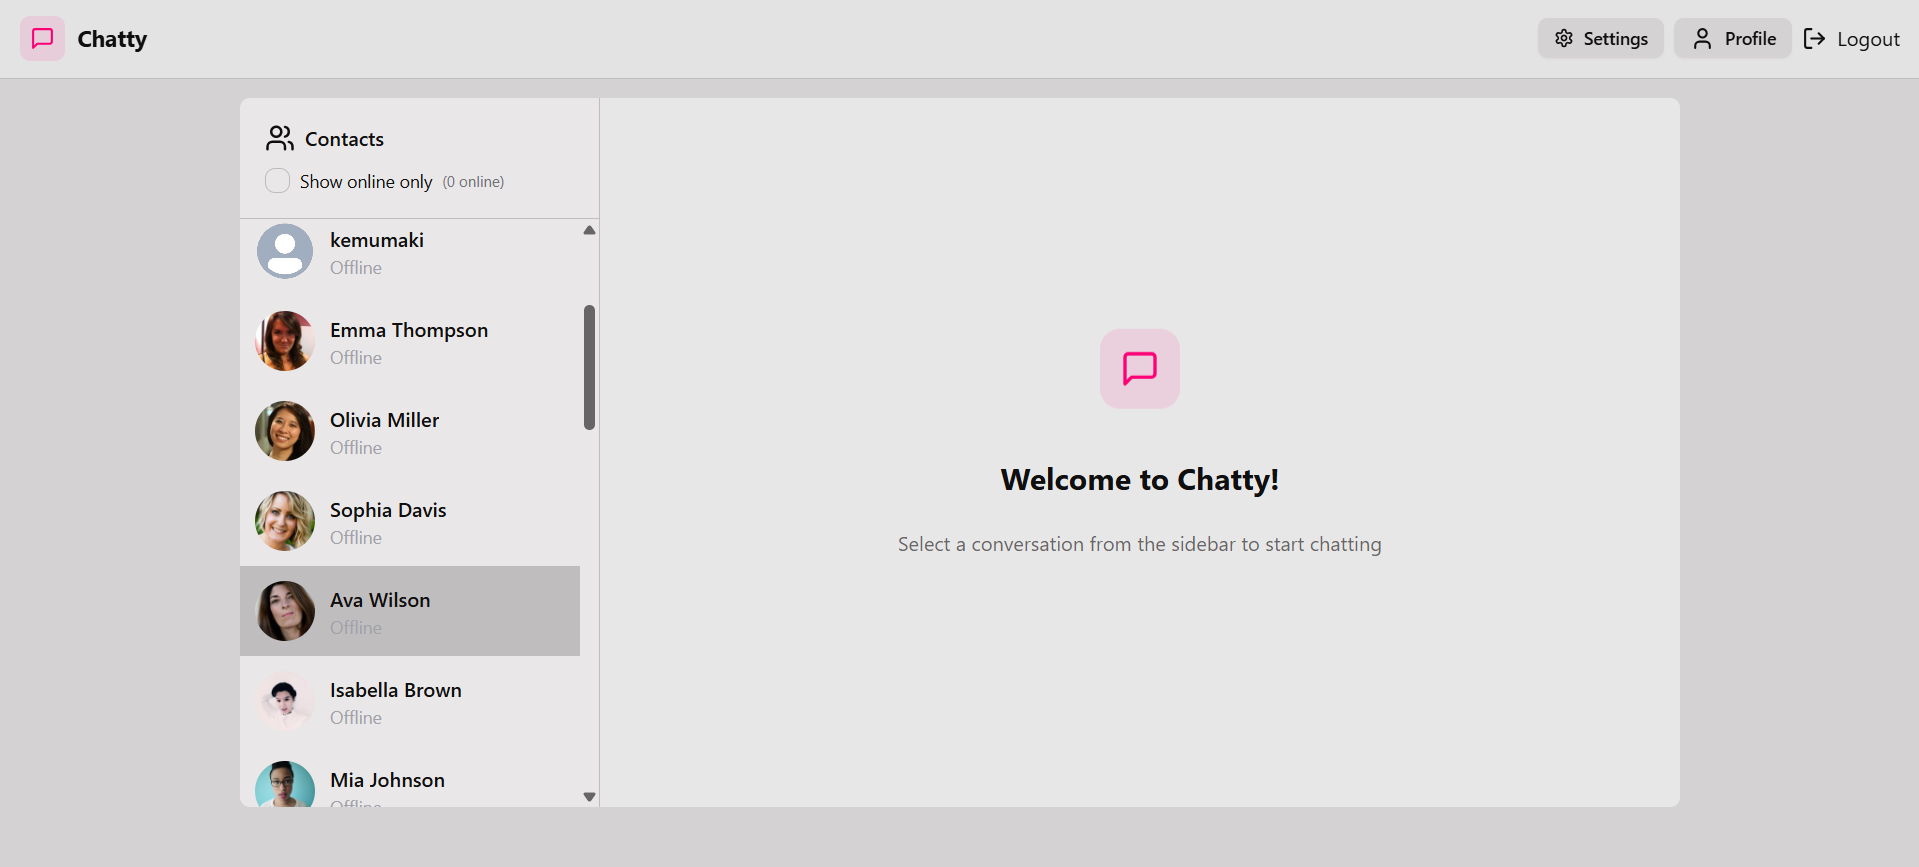 Chatty
Settings
Profile
Logout
Contacts
Show online only (0 online)
kemumaki
Offline
Emma Thompson
Offline
Olivia Miller
Offline
Sophia Davis
Offline
Ava Wilson
Offline
Isabella Brown
Offline
Mia Johnson
Offline
Welcome to Chatty!
Select a conversation from the sidebar to start chatting